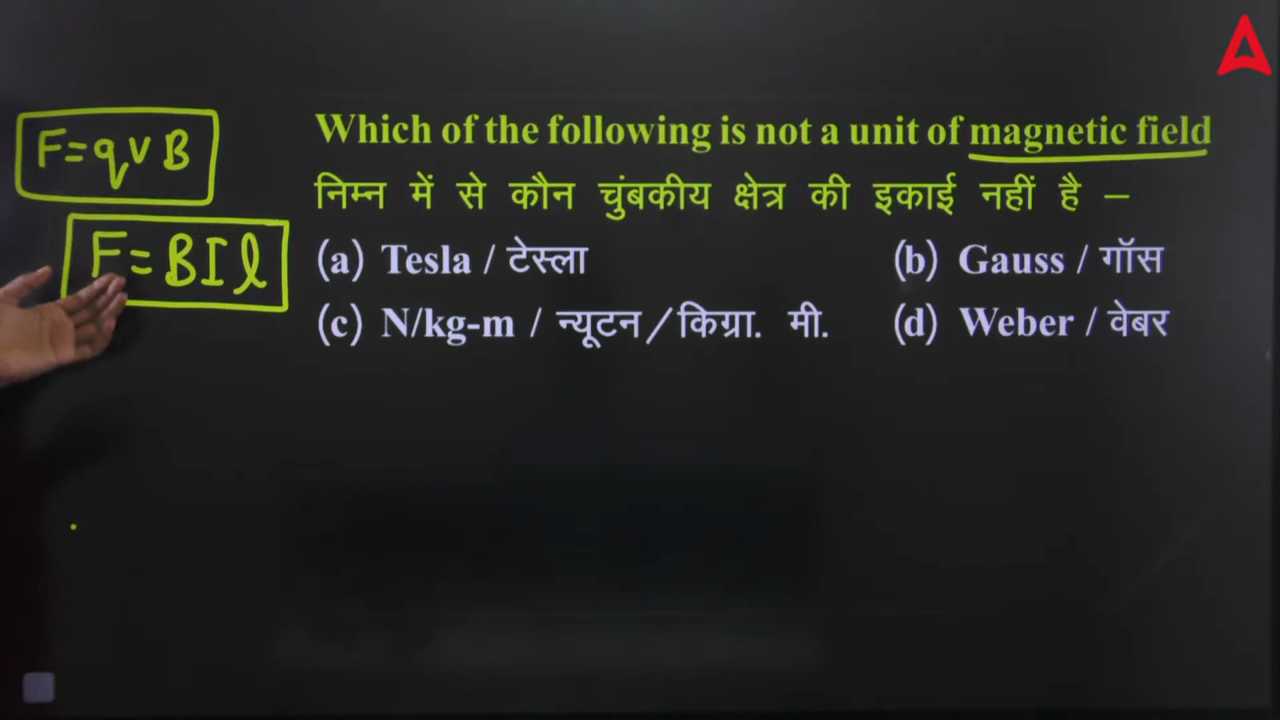 F=qvB
F=BIl
Which of the following is not a unit of magnetic field
निम्न में से कौन चुंबकीय क्षेत्र की इकाई नहीं है –
(a) Tesla / टेस्ला
(b) Gauss / गॉस
(c) N/kg-m / न्यूटन/किग्रा. मी.
(d) Weber / वेबर